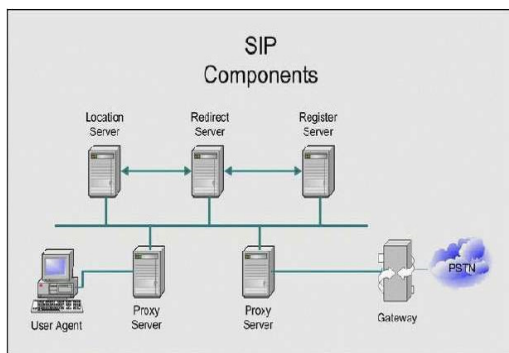 SIP
Components
Location
Server
Redirect
Server
Register
Server
User Agent
Proxy
Server
Proxy
Server
Gateway
PSTN